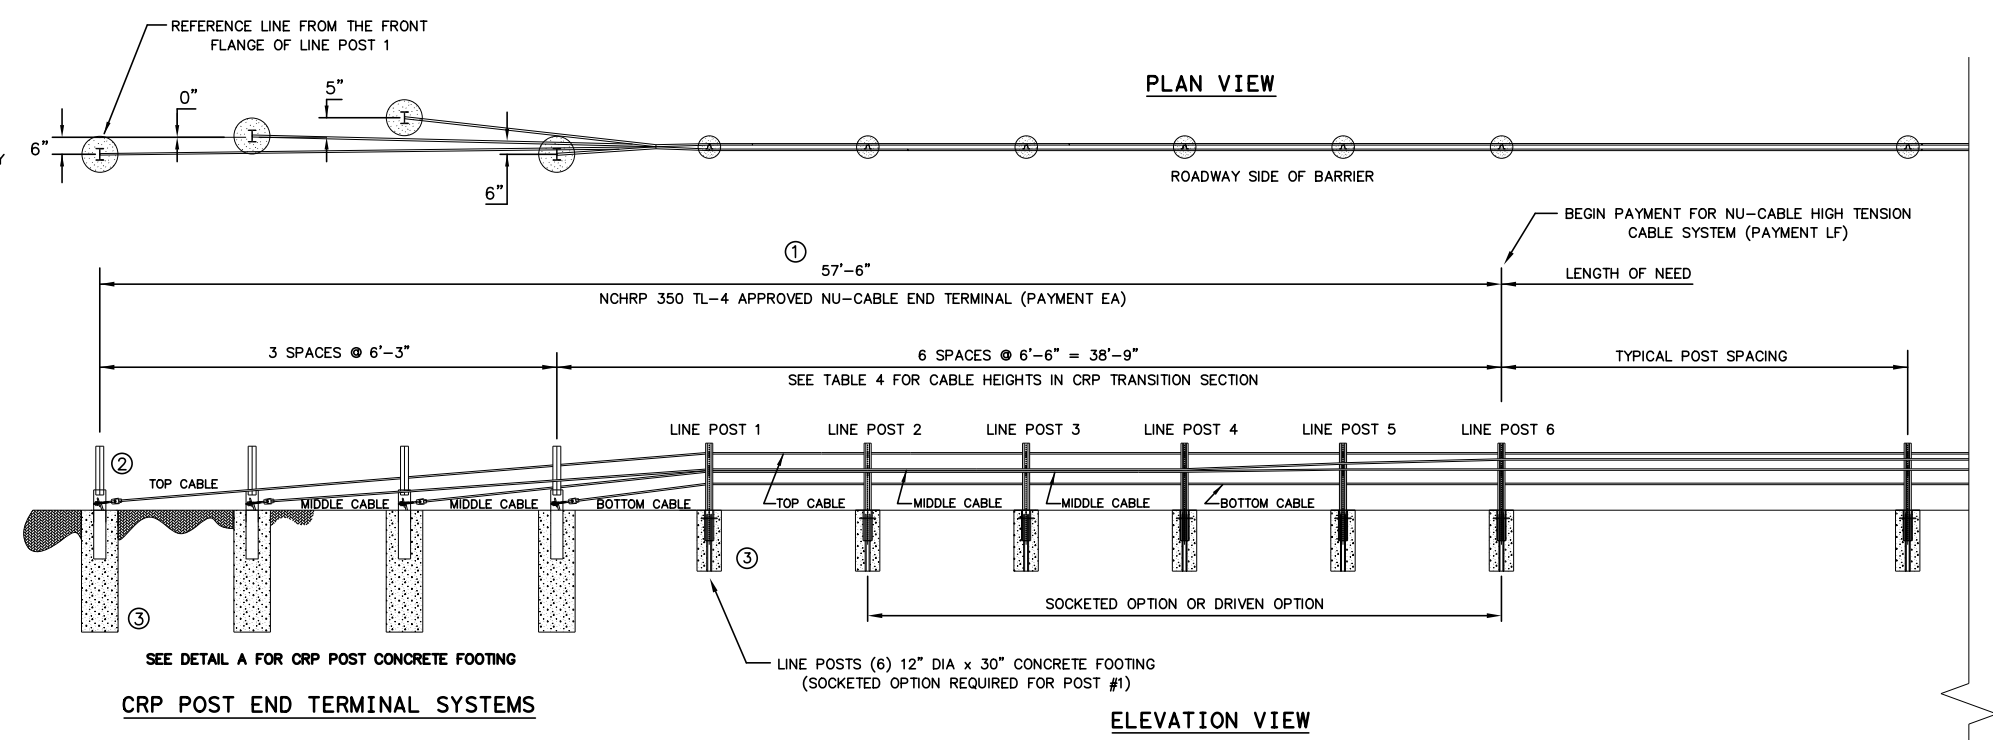 REFERENCE LINE FROM THE FRONT
FLANGE OF LINE POST 1
PLAN VIEW
5"
0"
6"
6"
Y
ROADWAY SIDE OF BARRIER
BEGIN PAYMENT FOR NU-CABLE HIGH TENSION
CABLE SYSTEM (PAYMENT LF)
1
57'-6"
LENGTH OF NEED
NCHRP 350 TL-4 APPROVED NU-CABLE END TERMINAL (PAYMENT EA)
3 SPACES @ 6'-3"
6 SPACES @ 6'-6" = 38'-9"
TYPICAL POST SPACING
SEE TABLE 4 FOR CABLE HEIGHTS IN CRP TRANSITION SECTION
LINE POST 1
LINE POST 2
LINE POST 3
LINE POST 4
LINE POST 5
LINE POST 6
2
TOP CABLE
MIDDLE CABLE
MIDDLE CABLE
BOTTOM CABLE
TOP CABLE
MIDDLE CABLE
MIDDLE CABLE
BOTTOM CABLE
3
3
SOCKETED OPTION OR DRIVEN OPTION
SEE DETAIL A FOR CRP POST CONCRETE FOOTING
LINE POSTS (6) 12" DIA x 30" CONCRETE FOOTING
(SOCKETED OPTION REQUIRED FOR POST #1)
CRP POST END TERMINAL SYSTEMS
ELEVATION VIEW